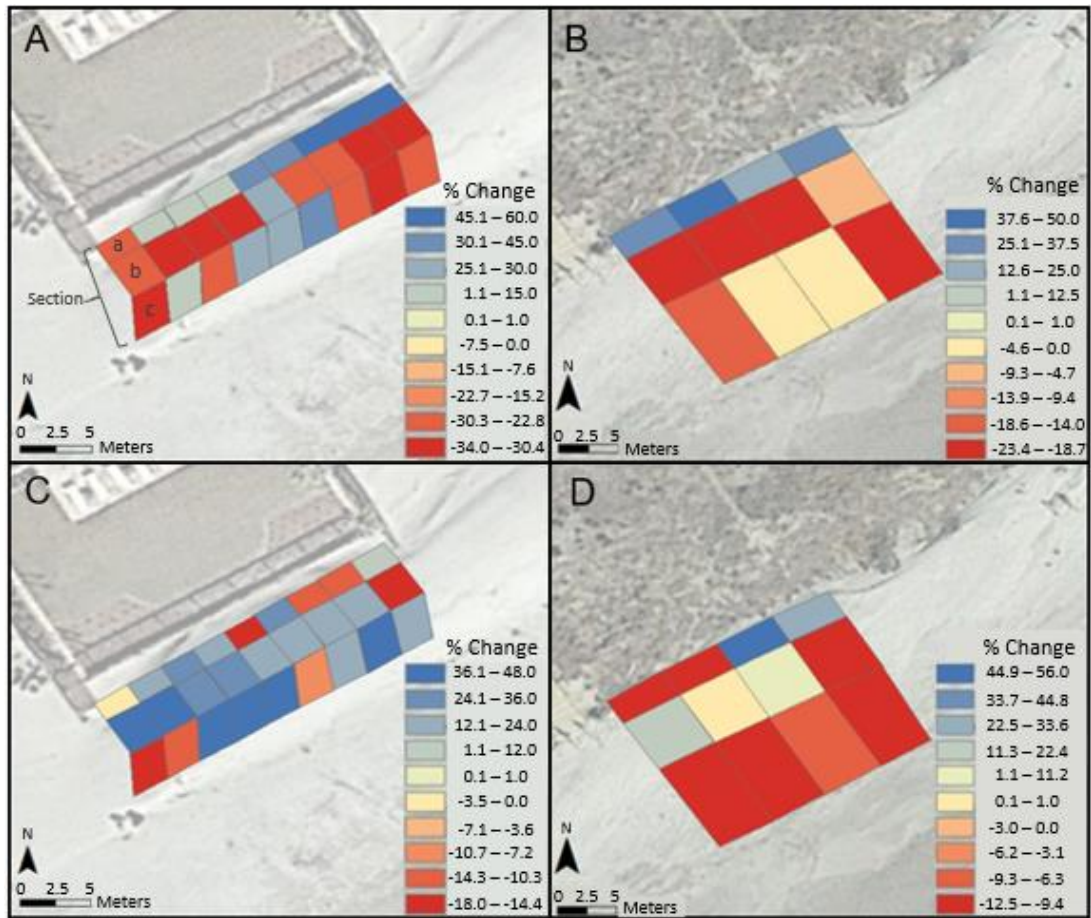 A
% Change
45.1 – 60.0
30.1 – 45.0
25.1 – 30.0
1.1 – 15.0
0.1 – 1.0
-7.5 – 0.0
-15.1 – -7.6
-22.7 – -15.2
-30.3 – -22.8
-34.0 – -30.4
a
b
c
Section
N
0 2.5 5
Meters
B
% Change
37.6 – 50.0
25.1 – 37.5
12.6 – 25.0
1.1 – 12.5
0.1 – 1.0
-4.6 – 0.0
-9.3 – -4.7
-13.9 – -9.4
-18.6 – -14.0
-23.4 – -18.7
N
0 2.5 5
Meters
C
% Change
36.1 – 48.0
24.1 – 36.0
12.1 – 24.0
1.1 – 12.0
0.1 – 1.0
-3.5 – 0.0
-7.1 – -3.6
-10.7 – -7.2
-14.3 – -10.3
-18.0 – -14.4
N
0 2.5 5
Meters
D
% Change
44.9 – 56.0
33.7 – 44.8
22.5 – 33.6
11.3 – 22.4
1.1 – 11.2
0.1 – 1.0
-3.0 – 0.0
-6.2 – -3.1
-9.3 – -6.3
-12.5 – -9.4
N
0 2.5 5
Meters